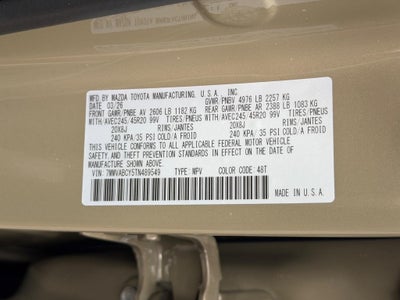 MFD. BY MAZDA TOYOTA MANUFACTURING, U.S.A., INC.
DATE 03/26 GVWR/PNBV 4976 LB 2257 KG
FRONT GAWR/PNBE AV 2606 LB 1182 KG REAR GAWR/PNBE AR 2388 LB 1083 KG
WITH/AVEC245/45R20 99V TIRES/PNEUS WITH/AVEC245/45R20 99V TIRES/PNEUS
20X8J RIMS/JANTES 20X8J RIMS/JANTES
240 KPA/35 PSI COLD/A FROID 240 KPA/35 PSI COLD/A FROID
THIS VEHICLE CONFORMS TO ALL APPLICABLE FEDERAL MOTOR VEHICLE
SAFETY, AND THEFT PREVENTION STANDARDS IN EFFECT ON THE DATE OF
MANUFACTURE SHOWN ABOVE.
VIN: 7MMVABCY5TN489549 TYPE: MPV COLOR CODE: 48T
MADE IN U.S.A.